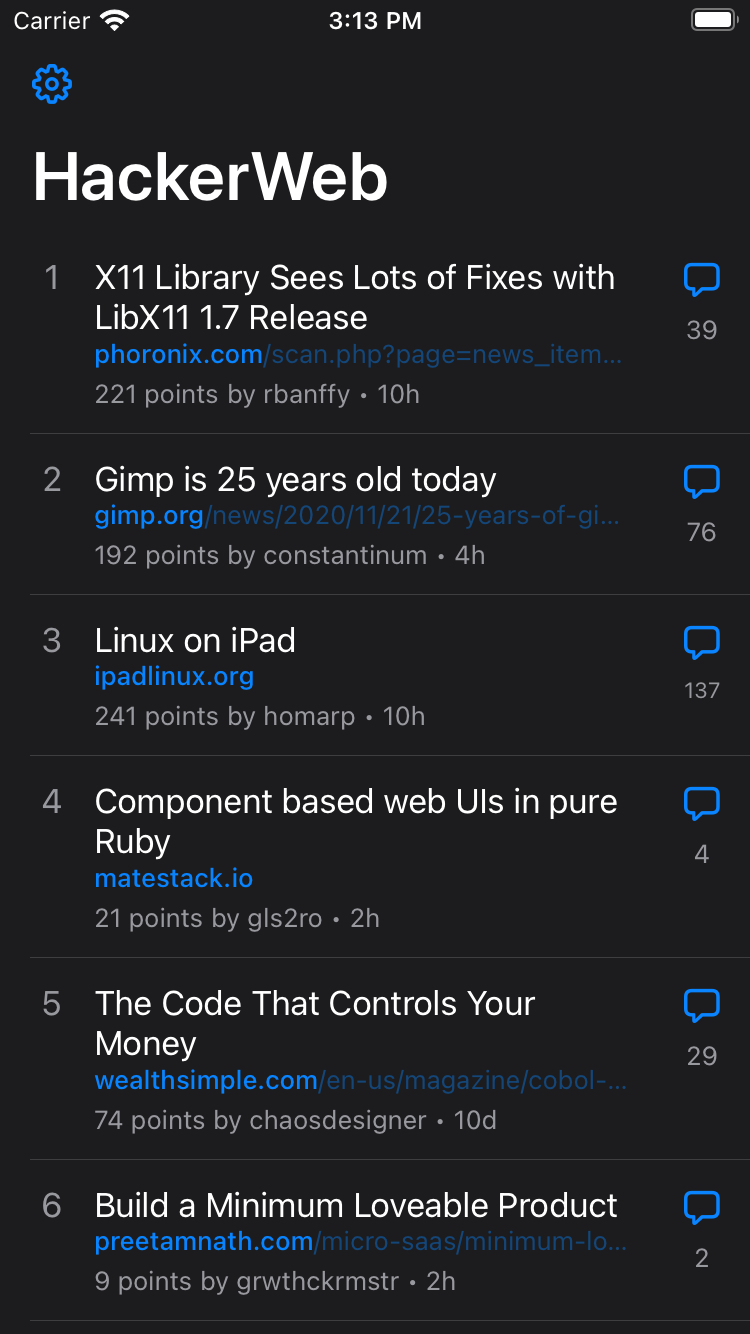 Carrier 3:13 PM
HackerWeb
1 X11 Library Sees Lots of Fixes with
LibX11 1.7 Release
phoronix.com/scan.php?page=news_item...
39
221 points by rbanffy • 10h
2 Gimp is 25 years old today
gimp.org/news/2020/11/21/25-years-of-gi...
76
192 points by constantinum • 4h
3 Linux on iPad
ipadlinux.org
137
241 points by homarp • 10h
4 Component based web UIs in pure
Ruby
4
matestack.io
21 points by gls2ro • 2h
5 The Code That Controls Your
Money
29
wealthsimple.com/en-us/magazine/cobol-...
74 points by chaosdesigner • 10d
6 Build a Minimum Loveable Product
preetamnath.com/micro-saas/minimum-lo...
2
9 points by grwthckrmstr • 2h